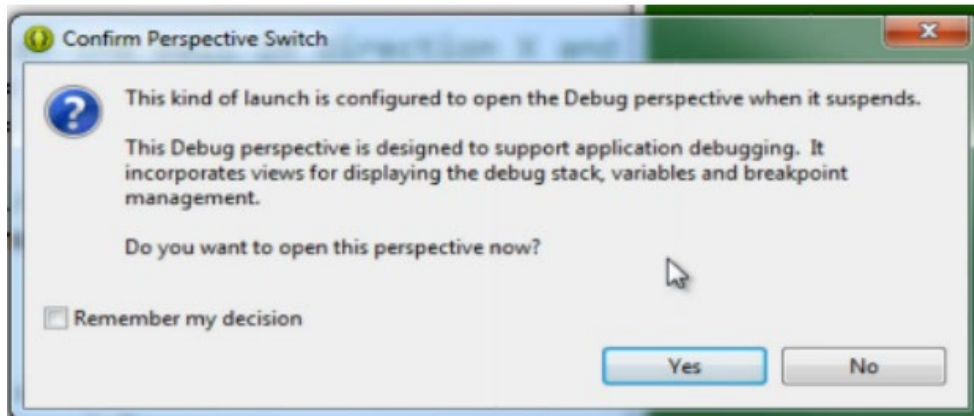 Confirm Perspective Switch
direction X and
This kind of launch is configured to open the Debug perspective when it suspends.
This Debug perspective is designed to support application debugging. It
incorporates views for displaying the debug stack, variables and breakpoint
management.
Do you want to open this perspective now?
Remember my decision
Yes
No